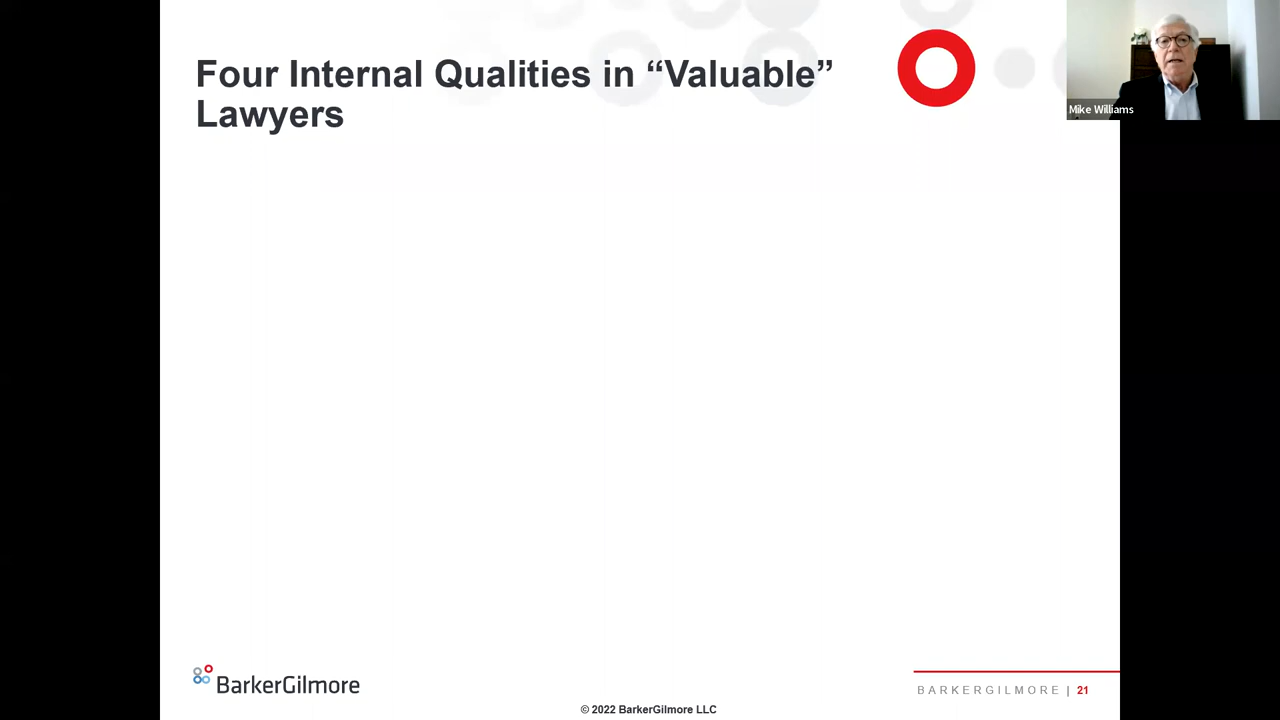 Four Internal Qualities in “Valuable”
Lawyers
Mike Williams
BarkerGilmore
BARKERGILMORE | 21
© 2022 BarkerGilmore LLC